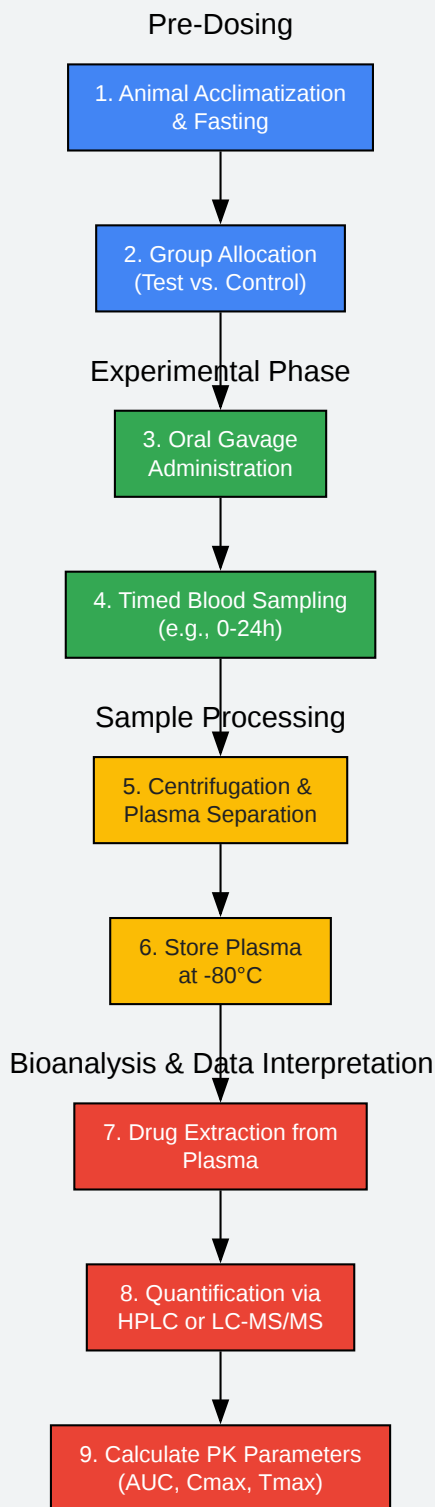 Pre-Dosing
1. Animal Acclimatization
& Fasting
2. Group Allocation
(Test vs. Control)
Experimental Phase
3. Oral Gavage
Administration
4. Timed Blood Sampling
(e.g., 0-24h)
Sample Processing
5. Centrifugation &
Plasma Separation
6. Store Plasma
at -80°C
Bioanalysis & Data Interpretation
7. Drug Extraction from
Plasma
8. Quantification via
HPLC or LC-MS/MS
9. Calculate PK Parameters
(AUC, Cmax, Tmax)